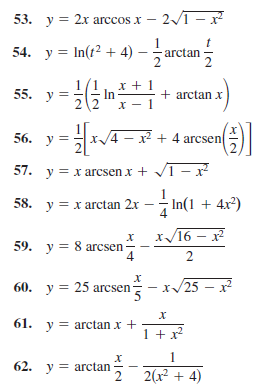 53. y = 2x arccos x − 2√(1 − x²)
54. y = ln(t² + 4) − 1/2 arctan t/2
55. y = 1/2(1/2 ln (x + 1)/(x − 1) + arctan x)
56. y = 1/2[x√(4 − x²) + 4 arcsen(x/2)]
57. y = x arcsen x + √(1 − x²)
58. y = x arctan 2x − 1/4 ln(1 + 4x²)
59. y = 8 arcsen x/4 − x√(16 − x²)/2
60. y = 25 arcsen x/5 − x√(25 − x²)
61. y = arctan x + x/(1 + x²)
62. y = arctan x/2 − 1/(2(x² + 4))